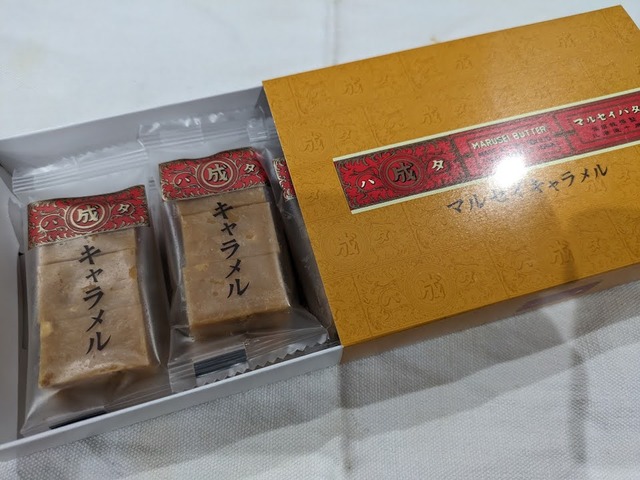 ハ 成 タ
キャラメル
ハ 成 タ
キャラメル
ハ 成 タ
MARUSEI BUTTER
マルセイハタ
マルセイキャラメル